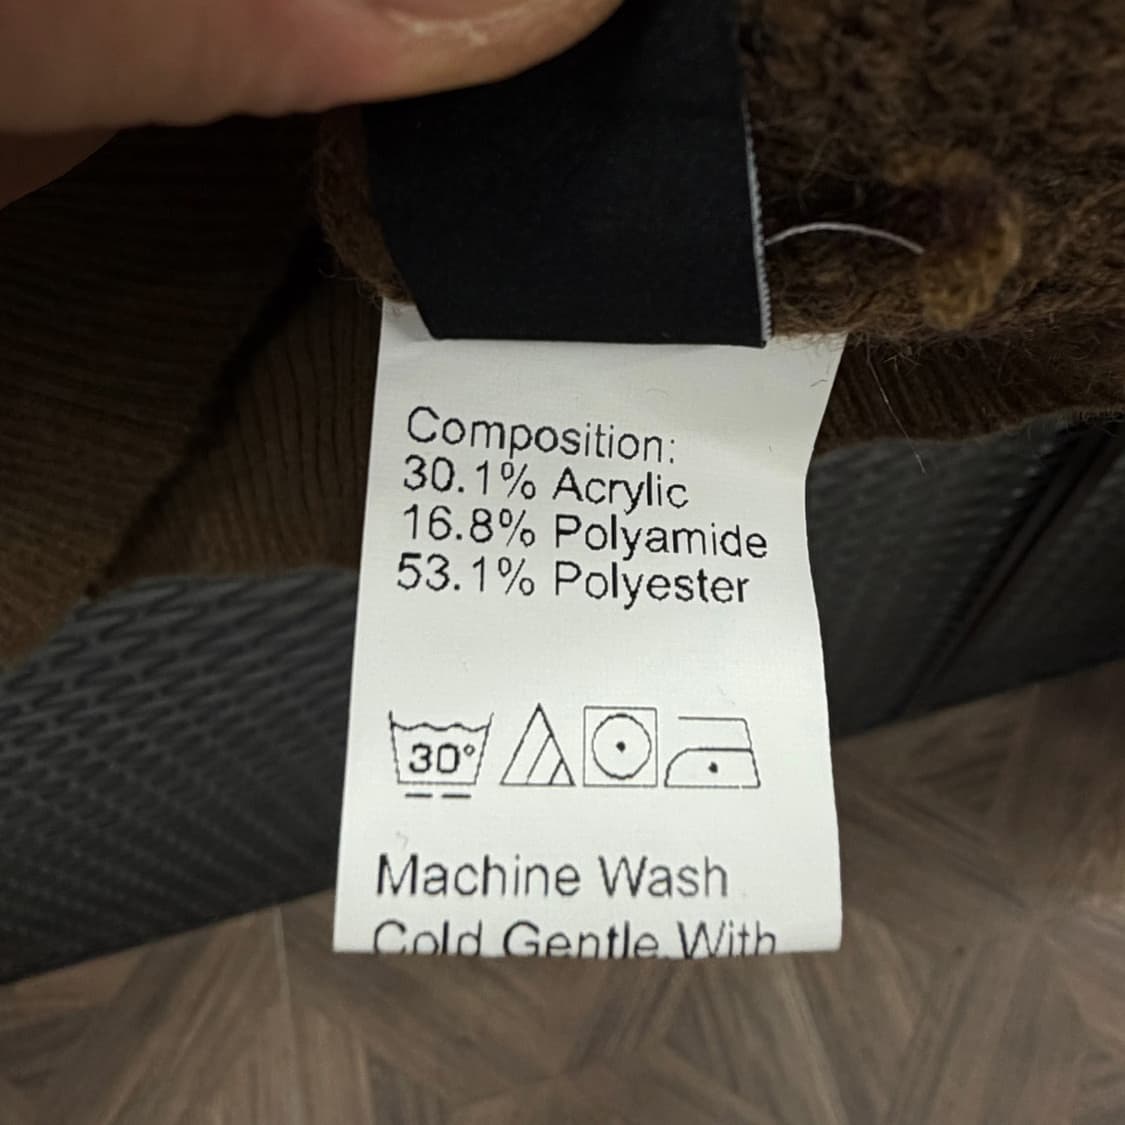 Composition:
30.1% Acrylic
16.8% Polyamide
53.1% Polyester
30°
Machine Wash
Cold Gentle With